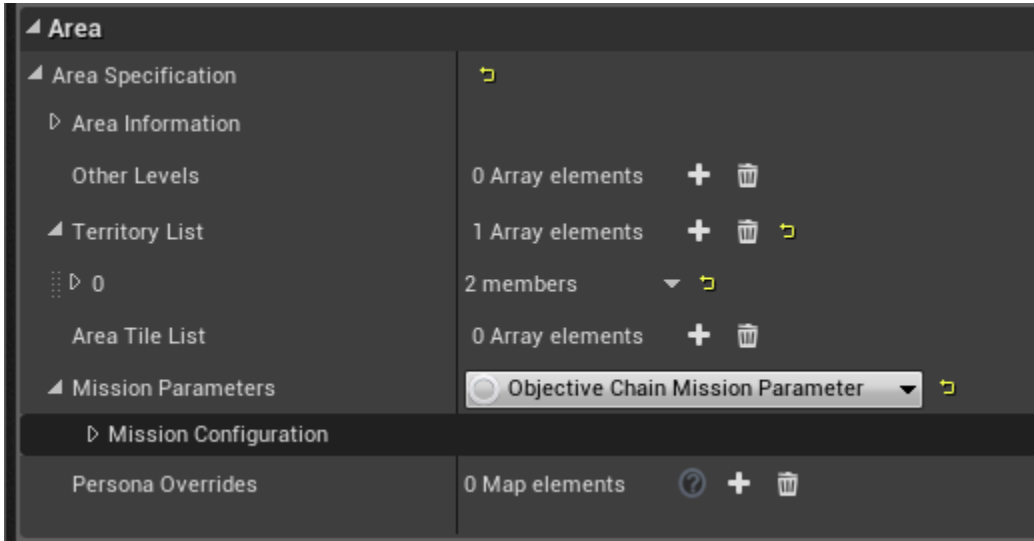 Area
Area Specification
Area Information
Other Levels 0 Array elements
Territory List 1 Array elements
0 2 members
Area Tile List 0 Array elements
Mission Parameters Objective Chain Mission Parameter
Mission Configuration
Persona Overrides 0 Map elements ?